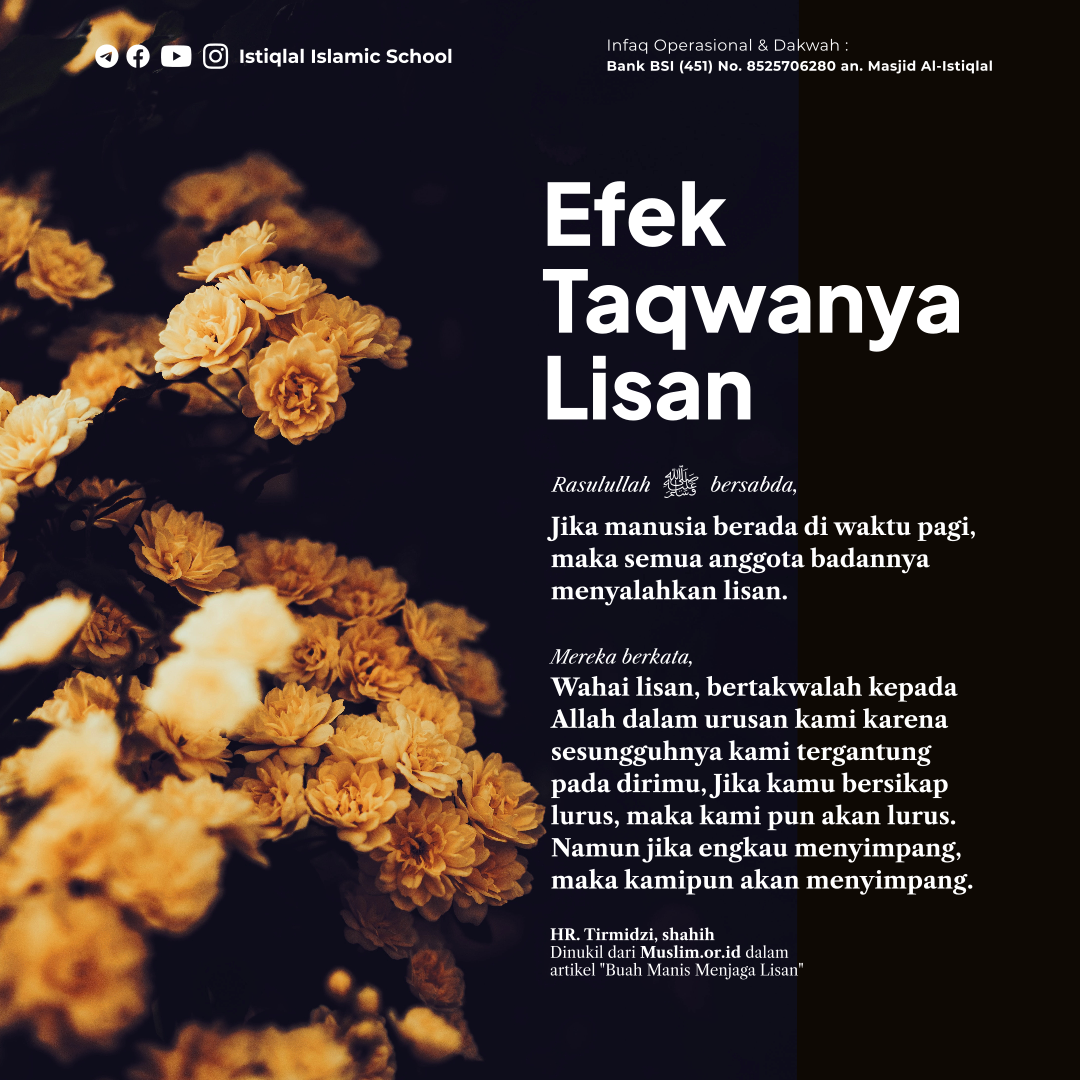 Istiqlal Islamic School
Infaq Operasional & Dakwah :
Bank BSI (451) No. 8525706280 an. Masjid Al-Istiqlal
Efek
Taqwanya
Lisan
Rasulullah ﷺ bersabda,
Jika manusia berada di waktu pagi,
maka semua anggota badannya
menyalahkan lisan.
Mereka berkata,
Wahai lisan, bertakwalah kepada
Allah dalam urusan kami karena
sesungguhnya kami tergantung
pada dirimu, Jika kamu bersikap
lurus, maka kami pun akan lurus.
Namun jika engkau menyimpang,
maka kamipun akan menyimpang.
HR. Tirmidzi, shahih
Dinukil dari Muslim.or.id dalam
artikel "Buah Manis Menjaga Lisan"